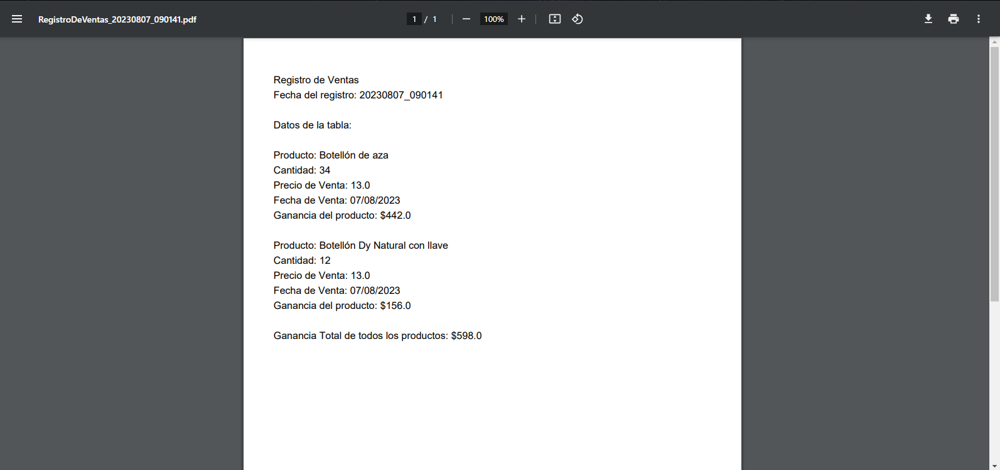 RegistroDeVentas_20230807_090141.pdf
1 / 1
100%
Registro de Ventas
Fecha del registro: 20230807_090141
Datos de la tabla:
Producto: Botellón de aza
Cantidad: 34
Precio de Venta: 13.0
Fecha de Venta: 07/08/2023
Ganancia del producto: $442.0
Producto: Botellón Dy Natural con llave
Cantidad: 12
Precio de Venta: 13.0
Fecha de Venta: 07/08/2023
Ganancia del producto: $156.0
Ganancia Total de todos los productos: $598.0